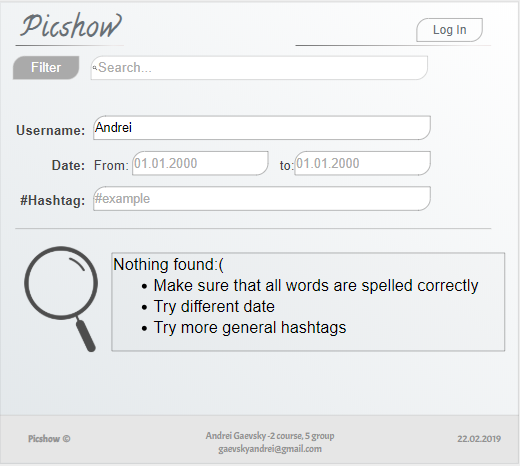 Picshow
Log In
Filter
Search...
Username: Andrei
Date: From: 01.01.2000 to: 01.01.2000
#Hashtag: #example
Nothing found:(
• Make sure that all words are spelled correctly
• Try different date
• Try more general hashtags
Picshow © Andrei Gaevsky -2 course, 5 group 22.02.2019
gaevskyandrei@gmail.com